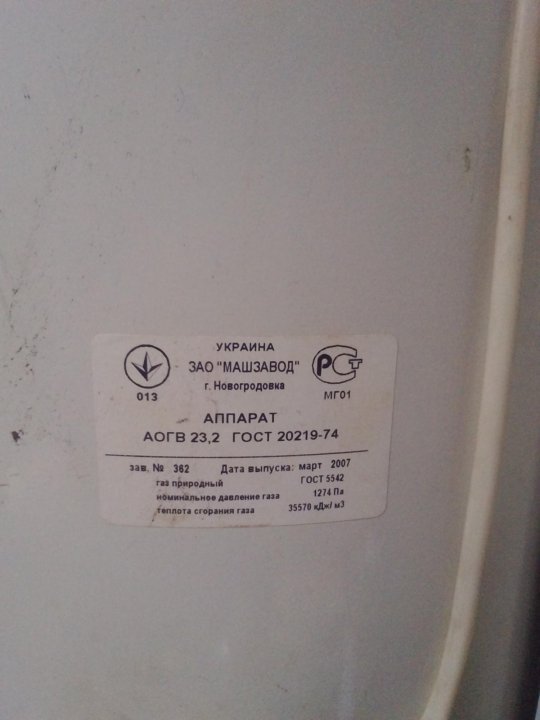 УКРАИНА
ЗАО "МАШЗАВОД"
г. Новогродовка
013
РСТ
МГ01
АППАРАТ
АОГВ 23,2 ГОСТ 20219-74
зав. № 362 Дата выпуска: март 2007
газ природный ГОСТ 5542
номинальное давление газа 1274 Па
теплота сгорания газа 35570 кДж/ м3